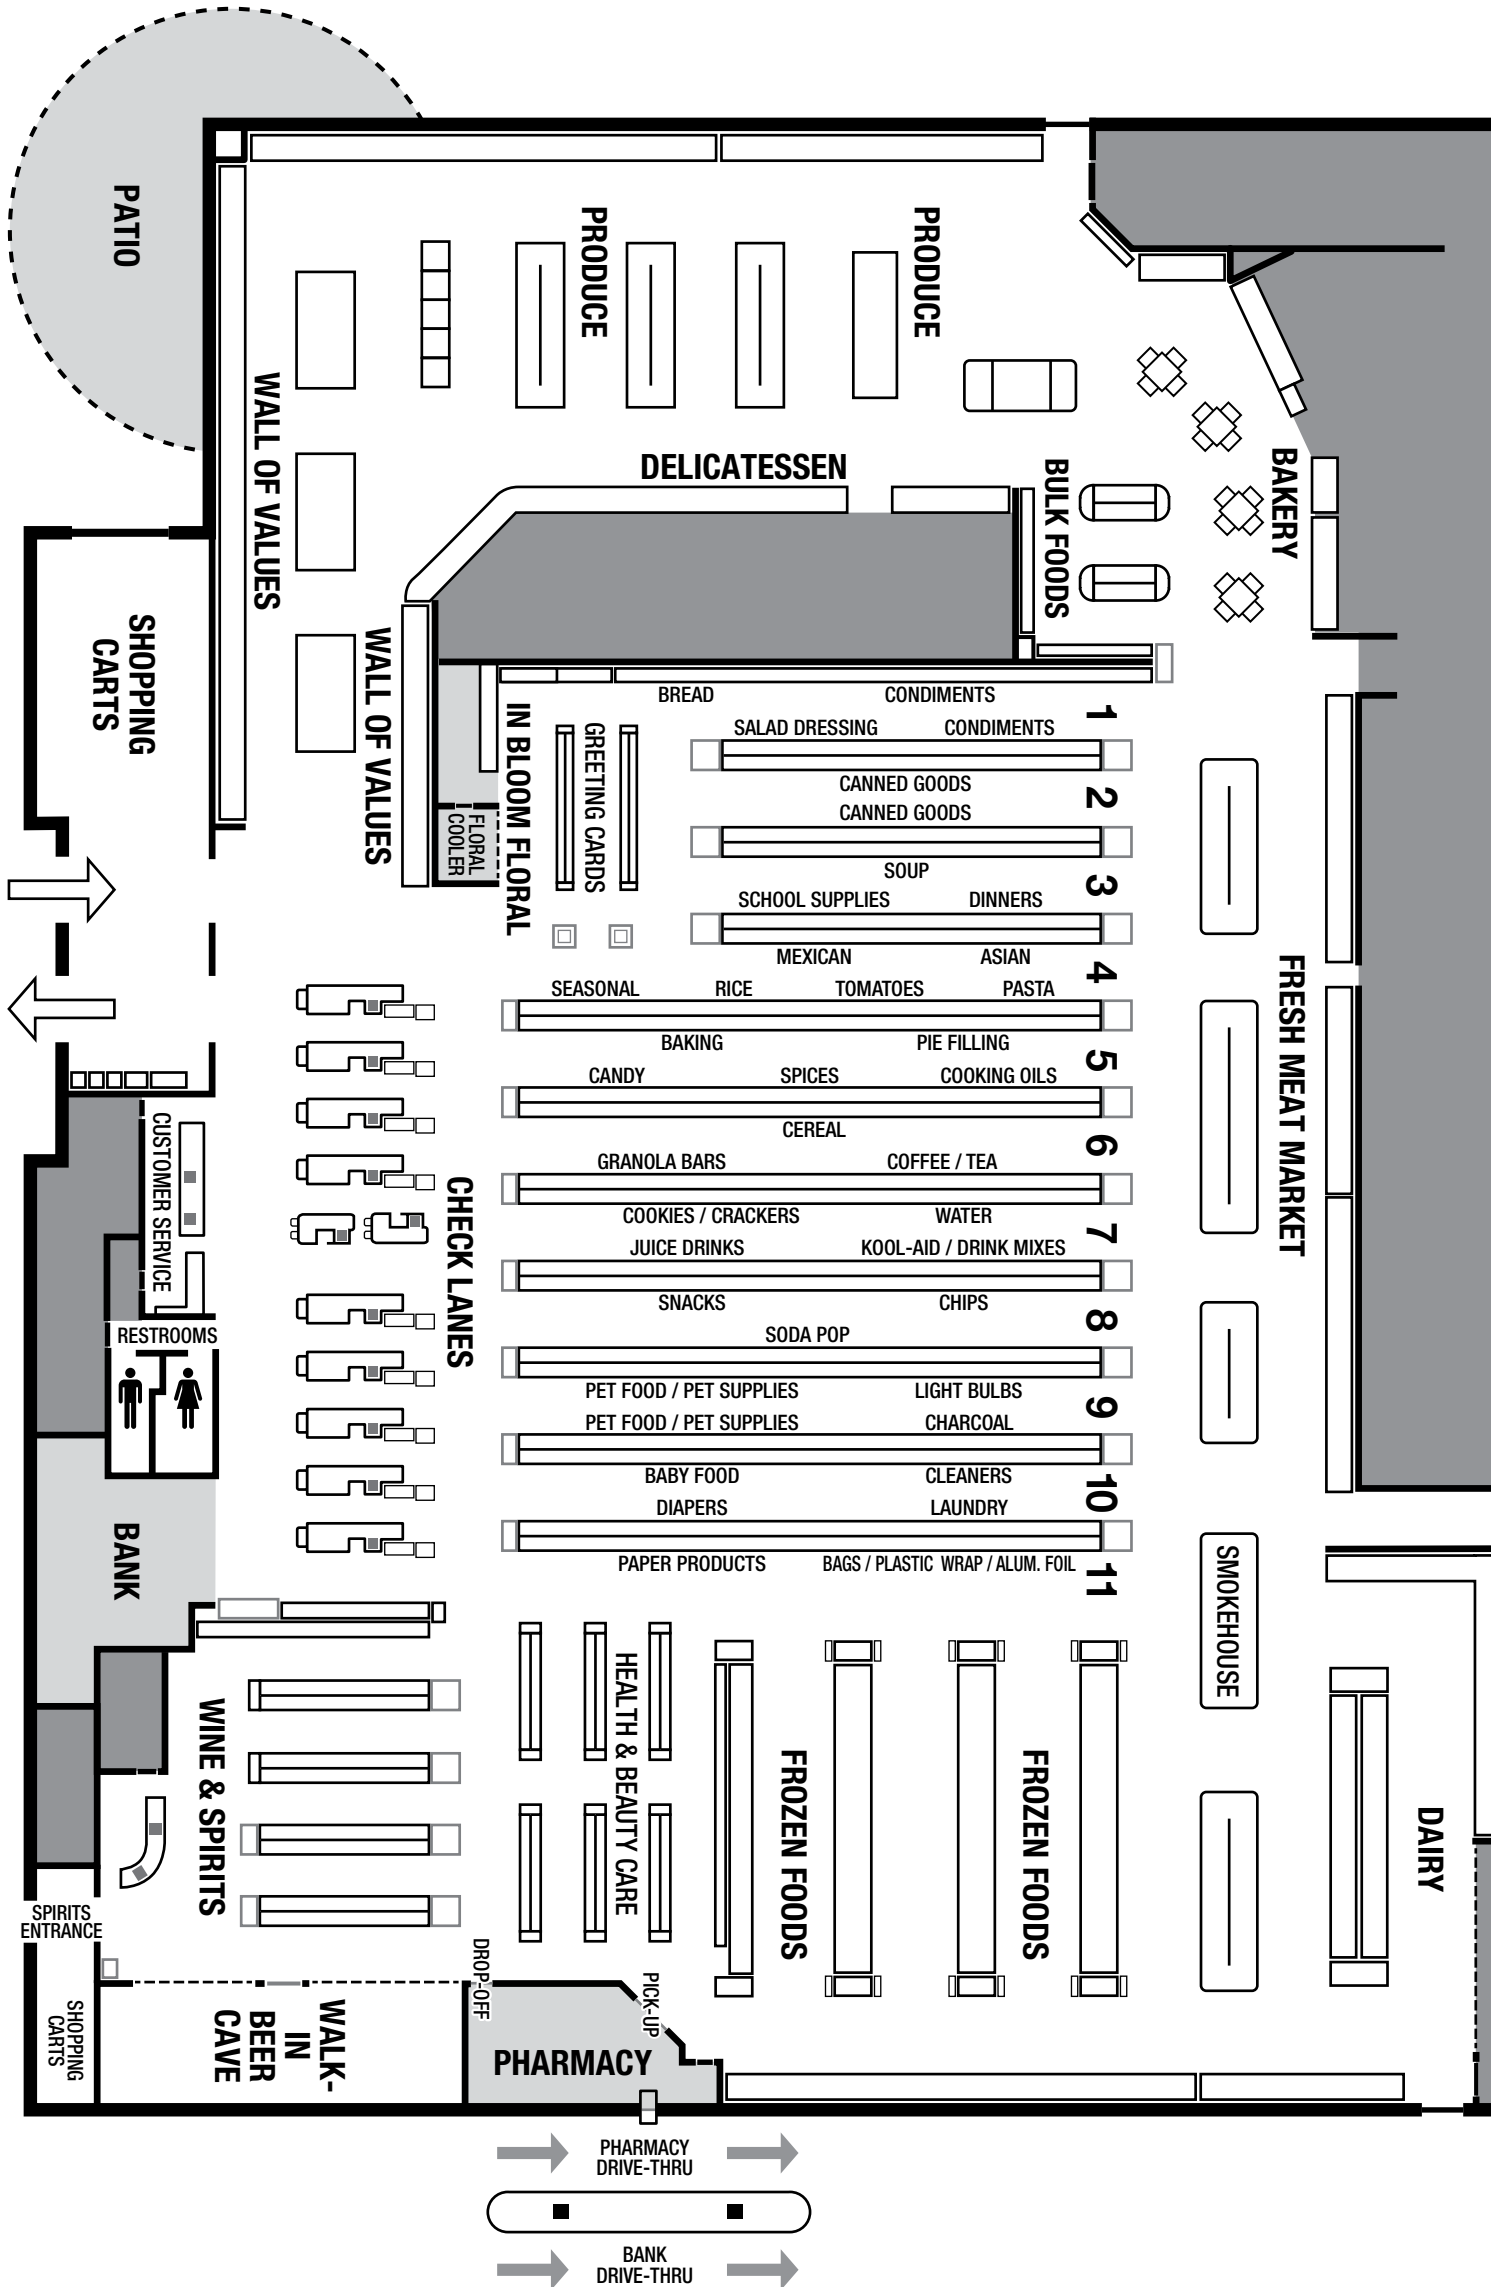 PATIO
PRODUCE
PRODUCE
WALL OF VALUES
DELICATESSEN
BULK FOODS
BAKERY
SHOPPING
CARTS
WALL OF VALUES
IN BLOOM FLORAL
FLORAL
COOLER
GREETING CARDS
BREAD
CONDIMENTS
1
SALAD DRESSING
CONDIMENTS
CANNED GOODS
2
CANNED GOODS
SOUP
3
SCHOOL SUPPLIES
DINNERS
MEXICAN
ASIAN
4
SEASONAL
RICE
TOMATOES
PASTA
BAKING
PIE FILLING
5
CANDY
SPICES
COOKING OILS
CEREAL
6
GRANOLA BARS
COFFEE / TEA
COOKIES / CRACKERS
WATER
7
JUICE DRINKS
KOOL-AID / DRINK MIXES
SNACKS
CHIPS
8
SODA POP
PET FOOD / PET SUPPLIES
LIGHT BULBS
9
PET FOOD / PET SUPPLIES
CHARCOAL
BABY FOOD
CLEANERS
10
DIAPERS
LAUNDRY
PAPER PRODUCTS
BAGS / PLASTIC WRAP / ALUM. FOIL
11
FRESH MEAT MARKET
CUSTOMER SERVICE
CHECK LANES
RESTROOMS
BANK
SMOKEHOUSE
WINE & SPIRITS
HEALTH & BEAUTY CARE
FROZEN FOODS
FROZEN FOODS
DAIRY
SPIRITS
ENTRANCE
SHOPPING
CARTS
WALK-
IN
BEER
CAVE
DROP-OFF
PICK-UP
PHARMACY
PHARMACY
DRIVE-THRU
BANK
DRIVE-THRU